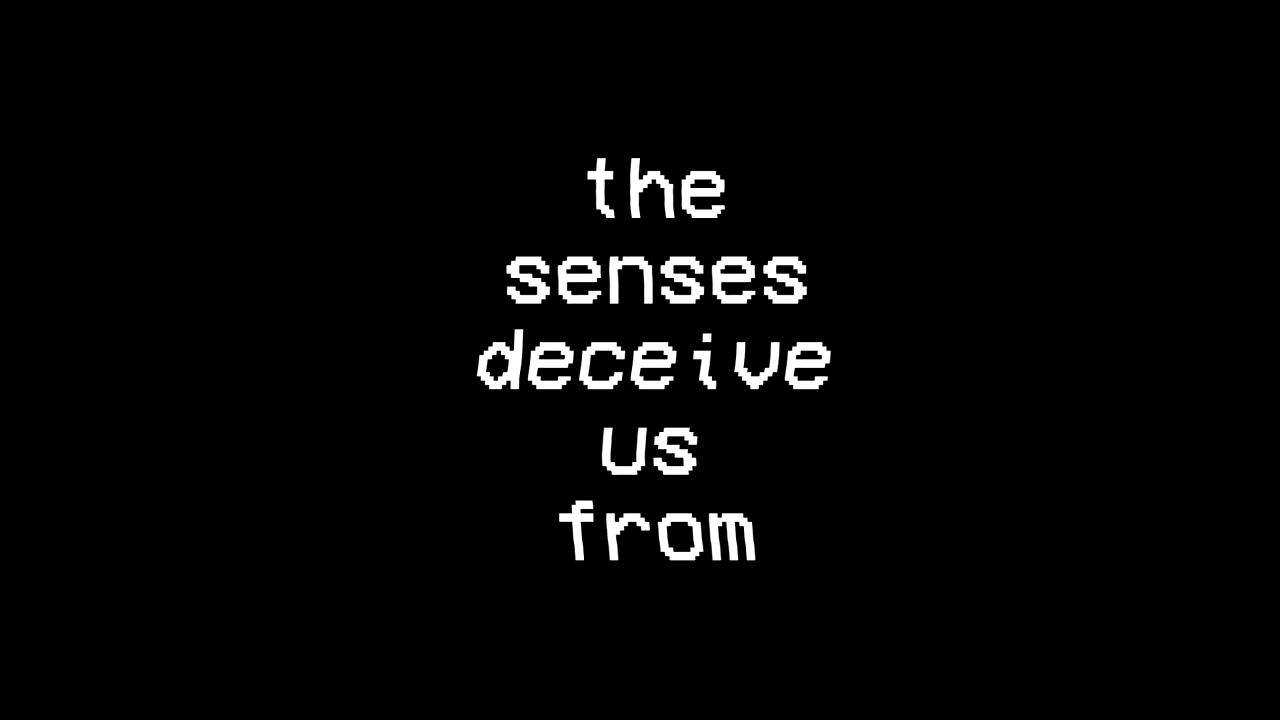 the
senses
deceive
us
from